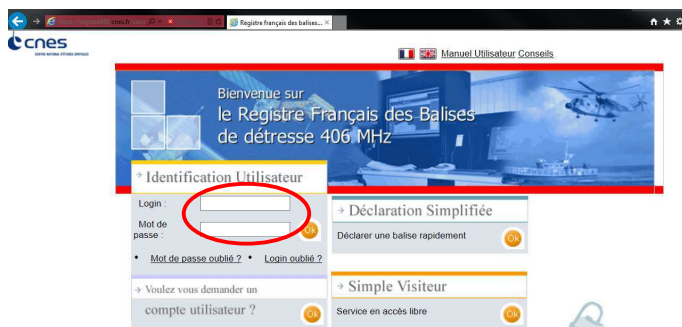 Registre français des balises...
cnes
CENTRE NATIONAL D'ÉTUDES SPATIALES
Manuel Utilisateur Conseils
Bienvenue sur
le Registre Français des Balises
de détresse 406 MHz
Identification Utilisateur
Login :
Mot de
passe :
Ok
• Mot de passe oublié ? • Login oublié ?
Déclaration Simplifiée
Déclarer une balise rapidement
Ok
Voulez vous demander un
compte utilisateur ?
Ok
Simple Visiteur
Service en accès libre
Ok